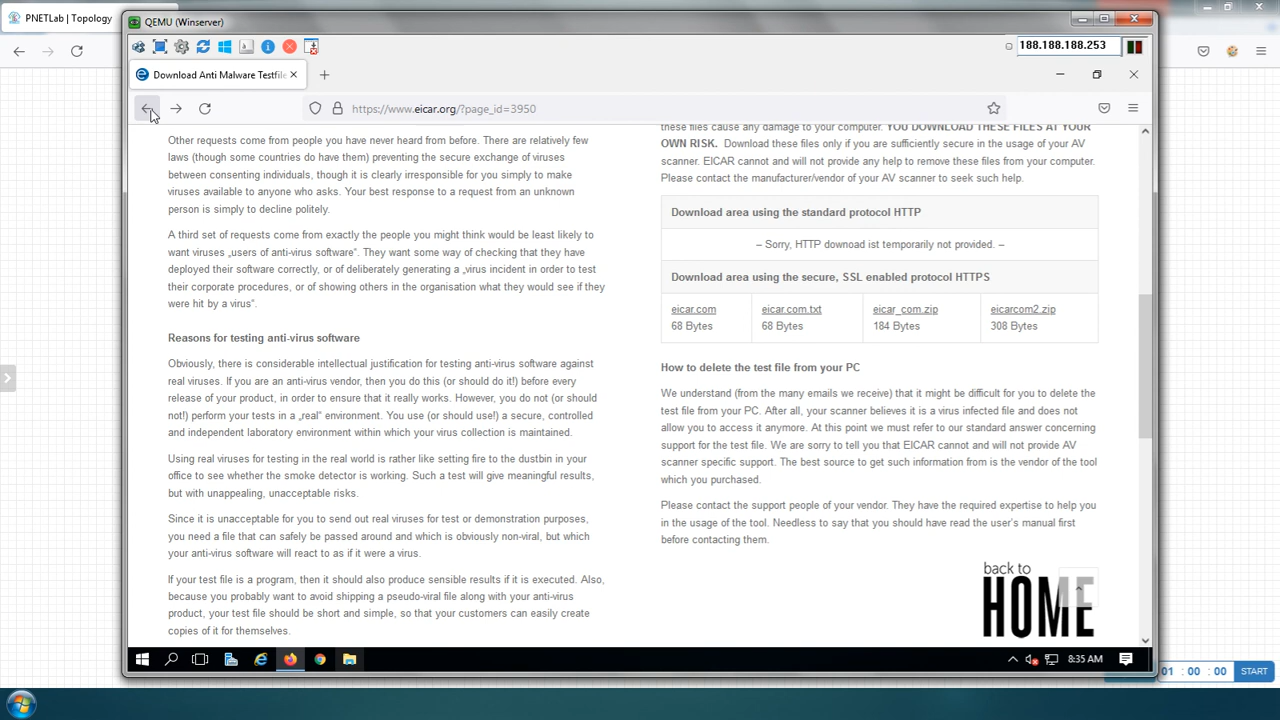 PNETLab | Topology
QEMU (Winserver)
188.188.188.253
Download Anti Malware Testfile
https://www.eicar.org/?page_id=3950
Other requests come from people you have never heard from before. There are relatively few
laws (though some countries do have them) preventing the secure exchange of viruses
between consenting individuals, though it is clearly irresponsible for you simply to make
viruses available to anyone who asks. Your best response to a request from an unknown
person is simply to decline politely.
A third set of requests come from exactly the people you might think would be least likely to
want viruses „users of anti-virus software“. They want some way of checking that they have
deployed their software correctly, or of deliberately generating a „virus incident in order to test
their corporate procedures, or of showing others in the organisation what they would see if they
were hit by a virus“.
Reasons for testing anti-virus software
Obviously, there is considerable intellectual justification for testing anti-virus software against
real viruses. If you are an anti-virus vendor, then you do this (or should do it!) before every
release of your product, in order to ensure that it really works. However, you do not (or should
not!) perform your tests in a „real“ environment. You use (or should use!) a secure, controlled
and independent laboratory environment within which your virus collection is maintained.
Using real viruses for testing in the real world is rather like setting fire to the dustbin in your
office to see whether the smoke detector is working. Such a test will give meaningful results,
but with unappealing, unacceptable risks.
Since it is unacceptable for you to send out real viruses for test or demonstration purposes,
you need a file that can safely be passed around and which is obviously non-viral, but which
your anti-virus software will react to as if it were a virus.
If your test file is a program, then it should also produce sensible results if it is executed. Also,
because you probably want to avoid shipping a pseudo-viral file along with your anti-virus
product, your test file should be short and simple, so that your customers can easily create
copies of it for themselves.
these files cause any damage to your computer. YOU DOWNLOAD THESE FILES AT YOUR
OWN RISK. Download these files only if you are sufficiently secure in the usage of your AV
scanner. EICAR cannot and will not provide any help to remove these files from your computer.
Please contact the manufacturer/vendor of your AV scanner to seek such help.
Download area using the standard protocol HTTP
– Sorry, HTTP downoad ist temporarily not provided. –
Download area using the secure, SSL enabled protocol HTTPS
eicar.com eicar.com.txt eicar_com.zip eicarcom2.zip
68 Bytes 68 Bytes 184 Bytes 308 Bytes
How to delete the test file from your PC
We understand (from the many emails we receive) that it might be difficult for you to delete the
test file from your PC. After all, your scanner believes it is a virus infected file and does not
allow you to access it anymore. At this point we must refer to our standard answer concerning
support for the test file. We are sorry to tell you that EICAR cannot and will not provide AV
scanner specific support. The best source to get such information from is the vendor of the tool
which you purchased.
Please contact the support people of your vendor. They have the required expertise to help you
in the usage of the tool. Needless to say that you should have read the user's manual first
before contacting them.
back to
HOME
8:35 AM
01 : 00 : 00 START